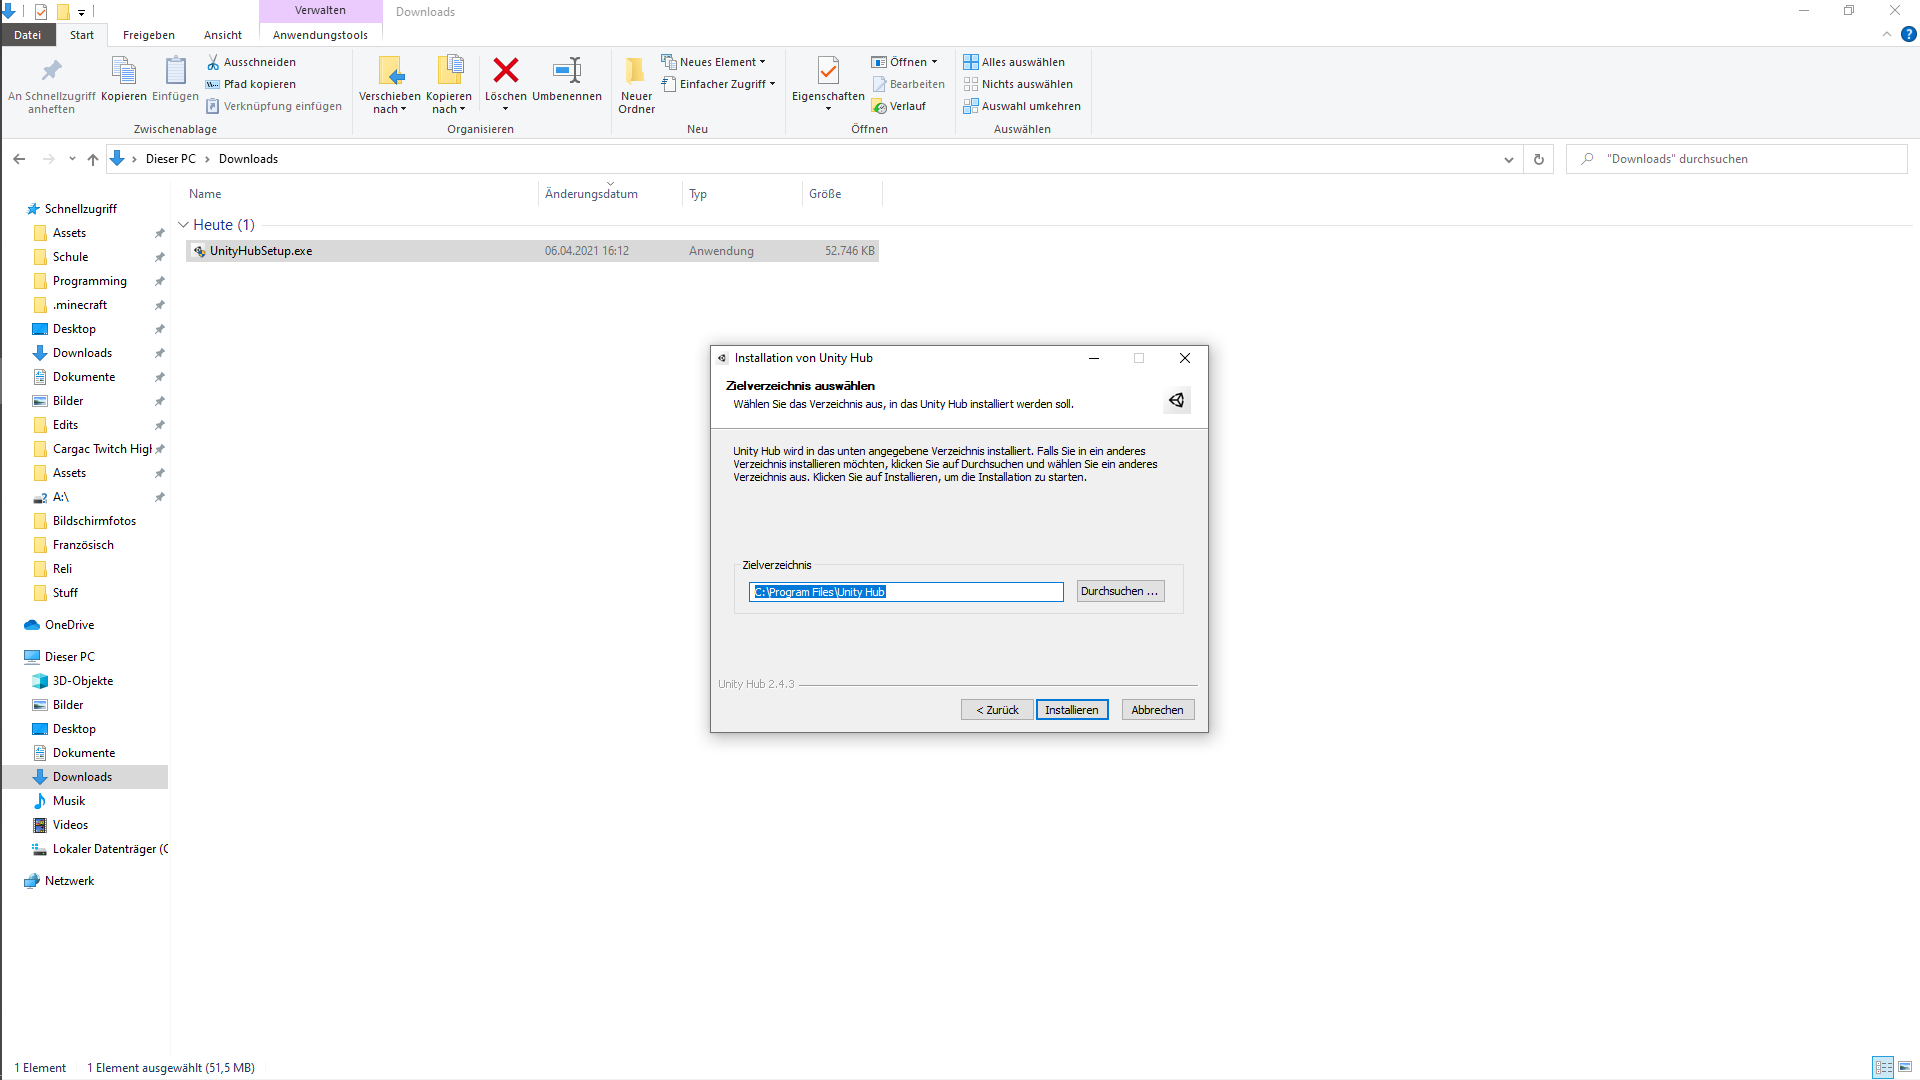 Verwalten
Downloads
Datei
Start
Freigeben
Ansicht
Anwendungstools
An Schnellzugriff
anheften
Kopieren
Einfügen
Ausschneiden
Pfad kopieren
Verknüpfung einfügen
Zwischenablage
Verschieben
nach
Kopieren
nach
Löschen
Umbenennen
Organisieren
Neuer
Ordner
Neues Element
Einfacher Zugriff
Neu
Eigenschaften
Öffnen
Bearbeiten
Verlauf
Öffnen
Alles auswählen
Nichts auswählen
Auswahl umkehren
Auswählen
Dieser PC > Downloads
"Downloads" durchsuchen
Name
Änderungsdatum
Typ
Größe
Heute (1)
UnityHubSetup.exe
06.04.2021 16:12
Anwendung
52.746 KB
Schnellzugriff
Assets
Schule
Programming
.minecraft
Desktop
Downloads
Dokumente
Bilder
Edits
Cargac Twitch High
Assets
A:\
Bildschirmfotos
Französisch
Reli
Stuff
OneDrive
Dieser PC
3D-Objekte
Bilder
Desktop
Dokumente
Downloads
Musik
Videos
Lokaler Datenträger (C
Netzwerk
Installation von Unity Hub
Zielverzeichnis auswählen
Wählen Sie das Verzeichnis aus, in das Unity Hub installiert werden soll.
Unity Hub wird in das unten angegebene Verzeichnis installiert. Falls Sie in ein anderes
Verzeichnis installieren möchten, klicken Sie auf Durchsuchen und wählen Sie ein anderes
Verzeichnis aus. Klicken Sie auf Installieren, um die Installation zu starten.
Zielverzeichnis
C:\Program Files\Unity Hub
Durchsuchen ...
Unity Hub 2.4.3
< Zurück
Installieren
Abbrechen
1 Element
1 Element ausgewählt (51,5 MB)